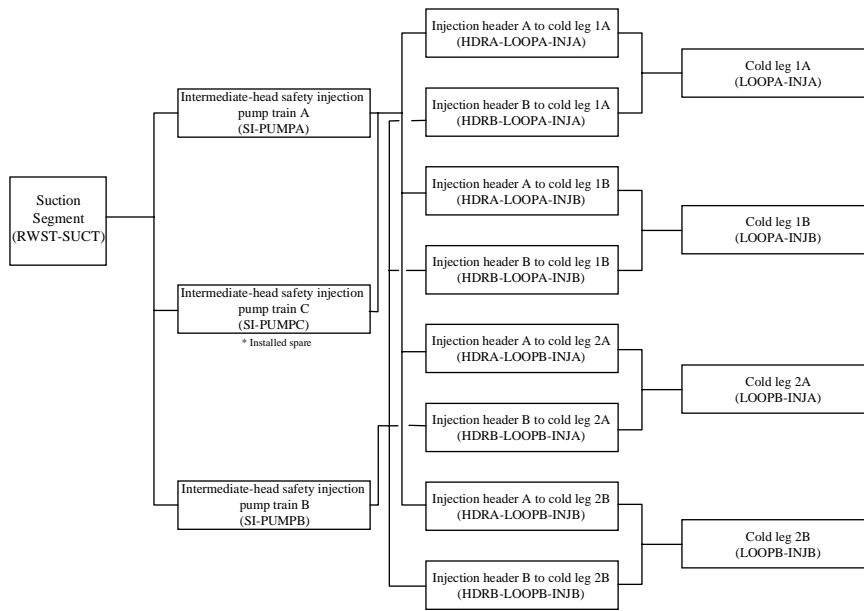 Suction
Segment
(RWST-SUCT)
Intermediate-head safety injection
pump train A
(SI-PUMPA)
Intermediate-head safety injection
pump train C
(SI-PUMPC)
* Installed spare
Intermediate-head safety injection
pump train B
(SI-PUMPB)
Injection header A to cold leg 1A
(HDRA-LOOPA-INJA)
Injection header B to cold leg 1A
(HDRB-LOOPA-INJA)
Injection header A to cold leg 1B
(HDRA-LOOPA-INJB)
Injection header B to cold leg 1B
(HDRB-LOOPA-INJB)
Injection header A to cold leg 2A
(HDRA-LOOPB-INJA)
Injection header B to cold leg 2A
(HDRB-LOOPB-INJA)
Injection header A to cold leg 2B
(HDRA-LOOPB-INJB)
Injection header B to cold leg 2B
(HDRB-LOOPB-INJB)
Cold leg 1A
(LOOPA-INJA)
Cold leg 1B
(LOOPA-INJB)
Cold leg 2A
(LOOPB-INJA)
Cold leg 2B
(LOOPB-INJB)